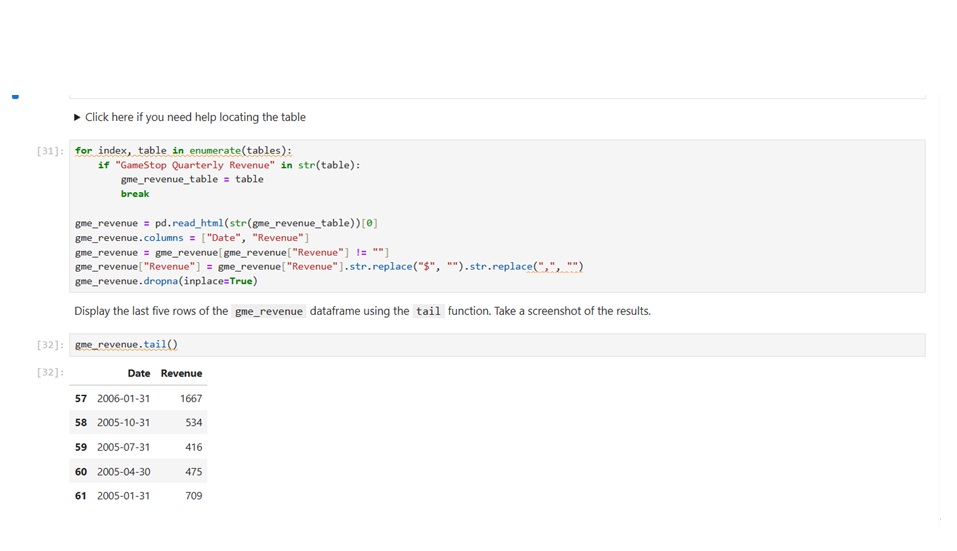 ▶ Click here if you need help locating the table
[31]: for index, table in enumerate(tables):
    if "GameStop Quarterly Revenue" in str(table):
        gme_revenue_table = table
        break
gme_revenue = pd.read_html(str(gme_revenue_table))[0]
gme_revenue.columns = ["Date", "Revenue"]
gme_revenue = gme_revenue[gme_revenue["Revenue"] != ""]
gme_revenue["Revenue"] = gme_revenue["Revenue"].str.replace("$", "").str.replace(",", "")
gme_revenue.dropna(inplace=True)
Display the last five rows of the gme_revenue dataframe using the tail function. Take a screenshot of the results.
[32]: gme_revenue.tail()
[32]: Date Revenue
57 2006-01-31 1667
58 2005-10-31 534
59 2005-07-31 416
60 2005-04-30 475
61 2005-01-31 709